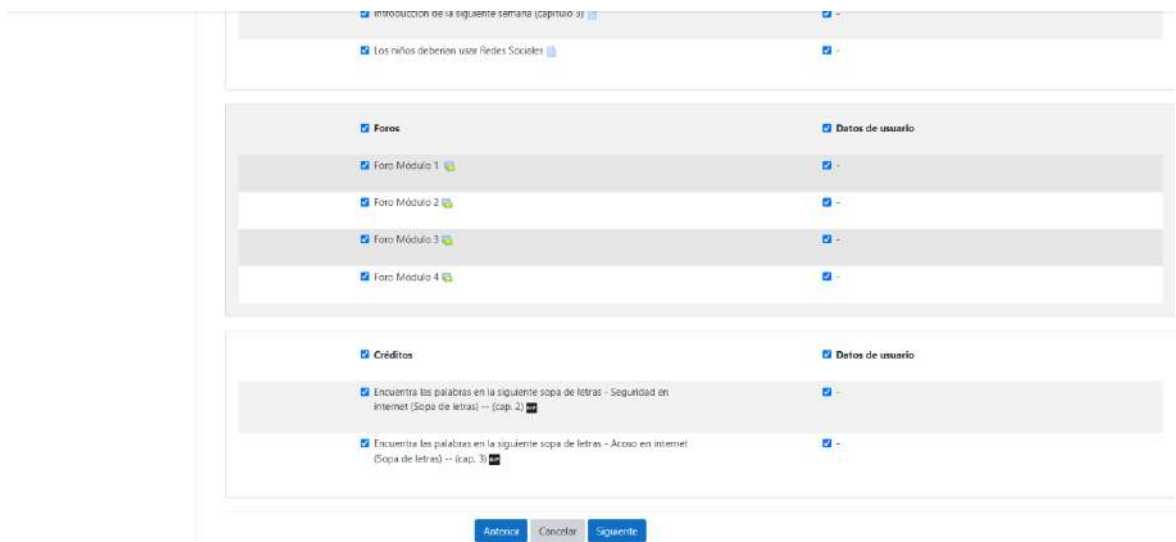 Introducción de la siguiente semana (capítulo 3) -
Los niños deberían usar Redes Sociales -
Foros Datos de usuario
Foro Módulo 1 -
Foro Módulo 2 -
Foro Módulo 3 -
Foro Módulo 4 -
Créditos Datos de usuario
Encuentra las palabras en la siguiente sopa de letras - Seguridad en -
internet (Sopa de letras) -- (cap. 2)
Encuentra las palabras en la siguiente sopa de letras - Acoso en internet -
(Sopa de letras) -- (cap. 3)
Anterior Cancelar Siguiente